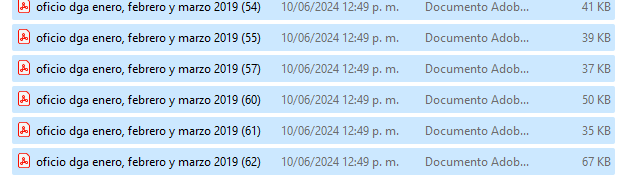 oficio dga enero, febrero y marzo 2019 (54) 10/06/2024 12:49 p. m. Documento Adob... 41 KB
oficio dga enero, febrero y marzo 2019 (55) 10/06/2024 12:49 p. m. Documento Adob... 39 KB
oficio dga enero, febrero y marzo 2019 (57) 10/06/2024 12:49 p. m. Documento Adob... 37 KB
oficio dga enero, febrero y marzo 2019 (60) 10/06/2024 12:49 p. m. Documento Adob... 50 KB
oficio dga enero, febrero y marzo 2019 (61) 10/06/2024 12:49 p. m. Documento Adob... 35 KB
oficio dga enero, febrero y marzo 2019 (62) 10/06/2024 12:49 p. m. Documento Adob... 67 KB